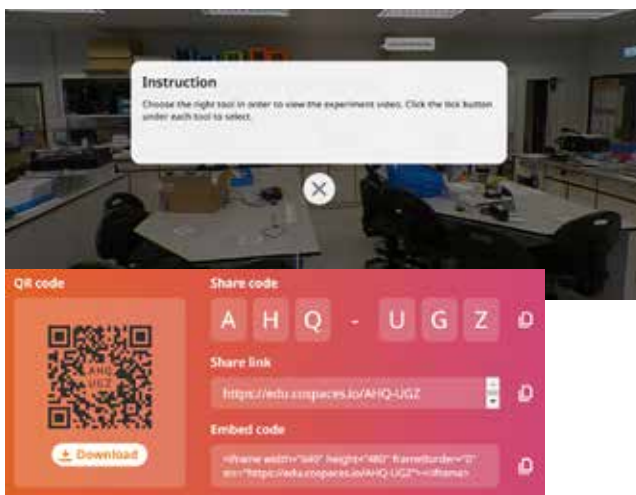 Instruction
Choose the right tool in order to view the experiment video. Click the tick button
under each tool to select.
QR code
Share code
A H Q - U G Z
AHQ
UGZ
Share link
https://edu.cospaces.io/AHQ-UGZ
Download
Embed code
<iframe width="640" height="480" frameborder="0"
src="https://edu.cospaces.io/AHQ-UGZ"></iframe>